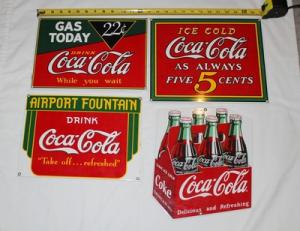 GAS
TODAY
22¢
DRINK
Coca-Cola
While you wait
ICE COLD
Coca-Cola
AS ALWAYS
FIVE 5 CENTS
AIRPORT FOUNTAIN
DRINK
Coca-Cola
"Take off...refreshed"
Coke
Coca-Cola
Delicious and Refreshing